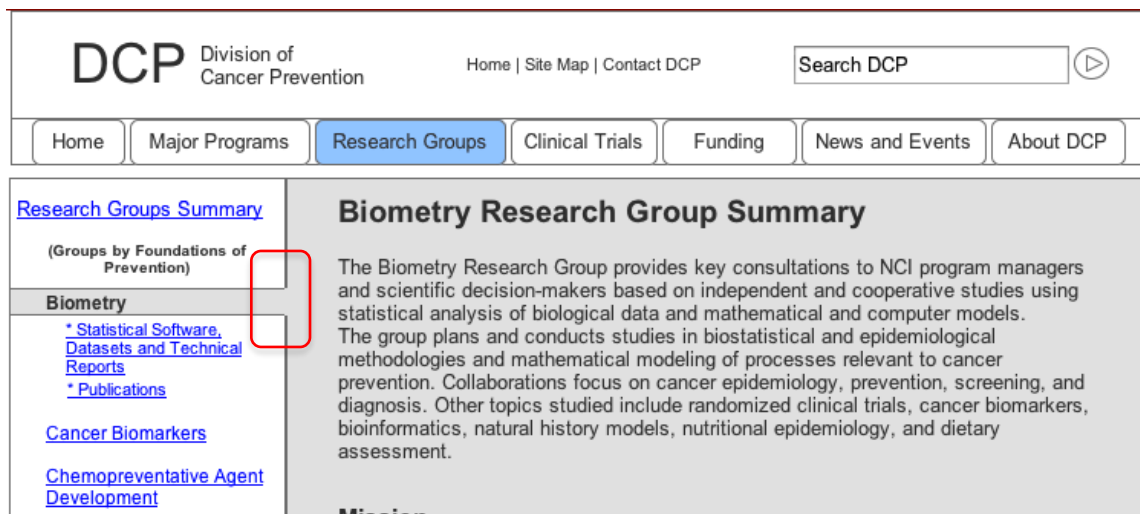 DCP Division of
Cancer Prevention
Home | Site Map | Contact DCP
Search DCP
Home
Major Programs
Research Groups
Clinical Trials
Funding
News and Events
About DCP
Research Groups Summary
(Groups by Foundations of
Prevention)
Biometry
* Statistical Software,
Datasets and Technical
Reports
* Publications
Cancer Biomarkers
Chemopreventative Agent
Development
Biometry Research Group Summary
The Biometry Research Group provides key consultations to NCI program managers
and scientific decision-makers based on independent and cooperative studies using
statistical analysis of biological data and mathematical and computer models.
The group plans and conducts studies in biostatistical and epidemiological
methodologies and mathematical modeling of processes relevant to cancer
prevention. Collaborations focus on cancer epidemiology, prevention, screening, and
diagnosis. Other topics studied include randomized clinical trials, cancer biomarkers,
bioinformatics, natural history models, nutritional epidemiology, and dietary
assessment.
Mission